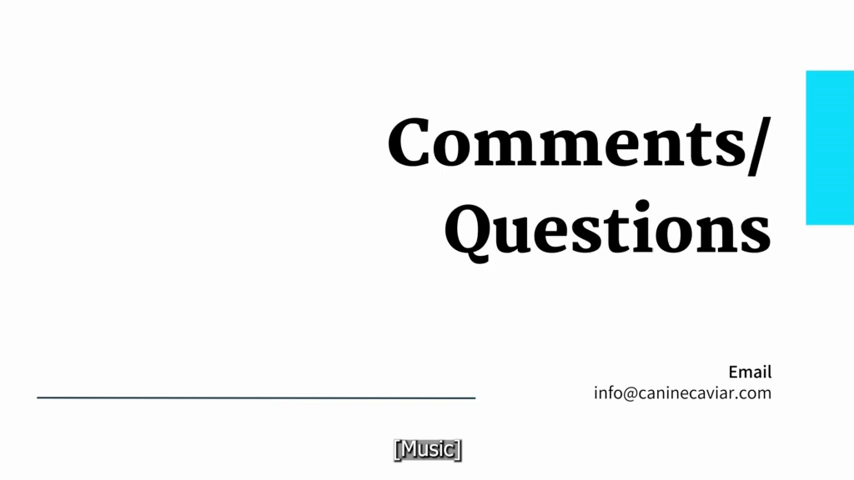 Comments/
Questions
Email
info@caninecaviar.com
[Music]